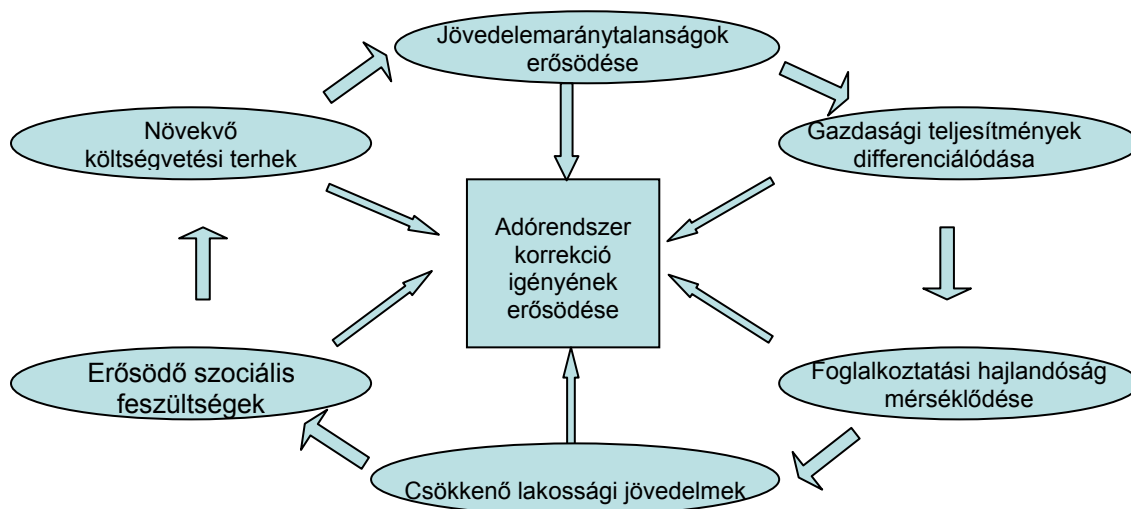 Jövedelemaránytalanságok
erősödése
Növekvő
költségvetési terhek
Gazdasági teljesítmények
differenciálódása
Adórendszer
korrekció
igényének
erősödése
Erősödő szociális
feszültségek
Foglalkoztatási hajlandóság
mérséklődése
Csökkenő lakossági jövedelmek